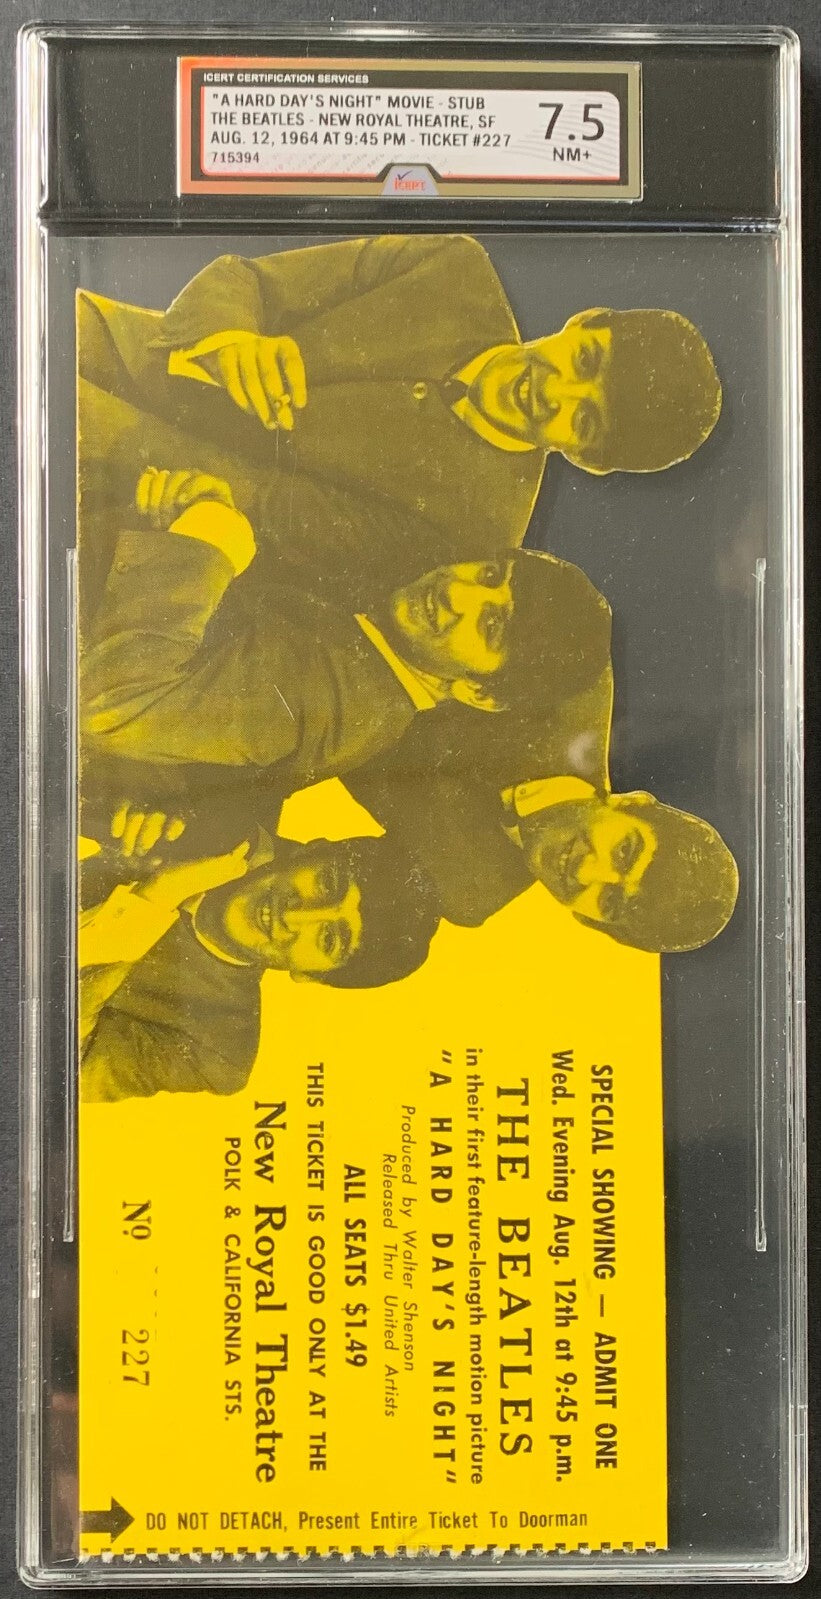 ICERT CERTIFICATION SERVICES
"A HARD DAY'S NIGHT" MOVIE - STUB
THE BEATLES - NEW ROYAL THEATRE, SF
AUG. 12, 1964 AT 9:45 PM - TICKET #227
715394
7.5
NM+
ICERT
SPECIAL SHOWING — ADMIT ONE
Wed. Evening Aug. 12th at 9:45 p.m.
THE BEATLES
in their first feature-length motion picture
"A HARD DAY'S NIGHT"
Produced by Walter Shenson
Released Thru United Artists
ALL SEATS $1.49
THIS TICKET IS GOOD ONLY AT THE
New Royal Theatre
POLK & CALIFORNIA STS.
Nº 227
DO NOT DETACH, Present Entire Ticket To Doorman